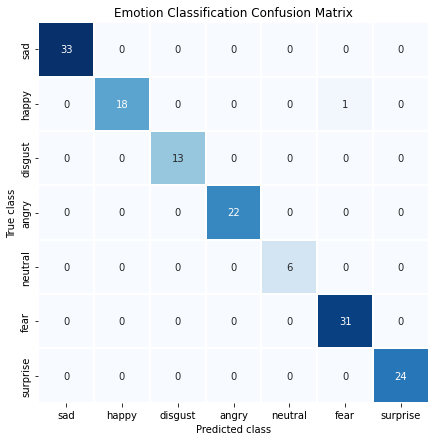 Emotion Classification Confusion Matrix
sad 33 0 0 0 0 0 0
happy 0 18 0 0 0 1 0
disgust 0 0 13 0 0 0 0
angry 0 0 0 22 0 0 0
neutral 0 0 0 0 6 0 0
fear 0 0 0 0 0 31 0
surprise 0 0 0 0 0 0 24
True class
sad happy disgust angry neutral fear surprise
Predicted class